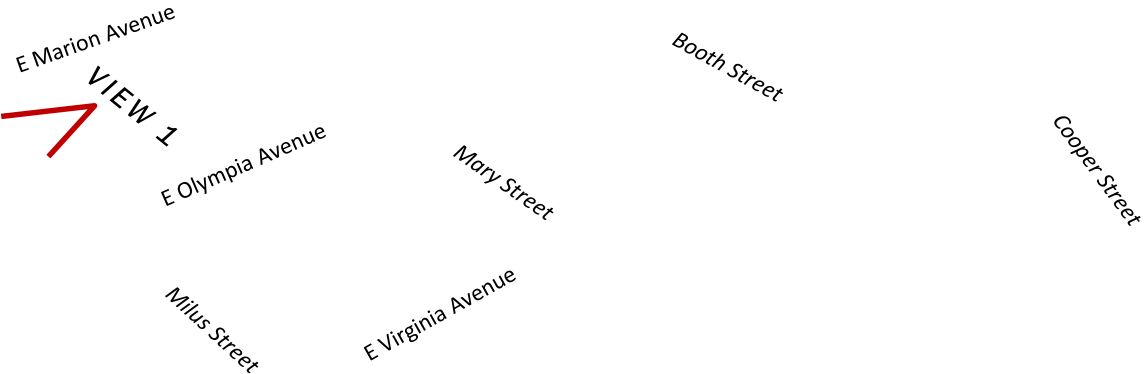 E Marion Avenue
VIEW 1
Booth Street
E Olympia Avenue
Mary Street
Cooper Street
Milus Street
E Virginia Avenue